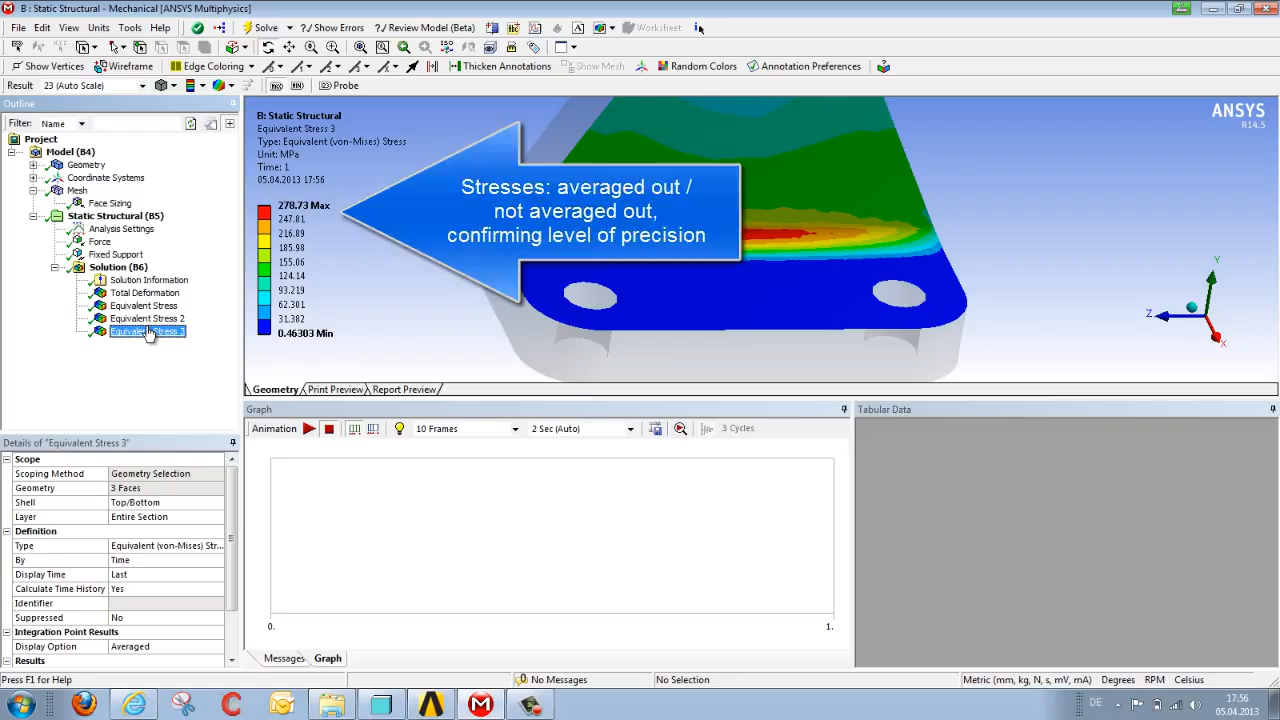 B : Static Structural - Mechanical [ANSYS Multiphysics]
File Edit View Units Tools Help Solve ?/ Show Errors ?/ Review Model (Beta) Worksheet
Show Vertices Wireframe Edge Coloring Thicken Annotations Show Mesh Random Colors Annotation Preferences
Result 23 (Auto Scale) Probe
Outline
Filter: Name
Project
Model (B4)
Geometry
Coordinate Systems
Mesh
Face Sizing
Static Structural (B5)
Analysis Settings
Force
Fixed Support
Solution (B6)
Solution Information
Total Deformation
Equivalent Stress
Equivalent Stress 2
Equivalent Stress 3
B: Static Structural
Equivalent Stress 3
Type: Equivalent (von-Mises) Stress
Unit: MPa
Time: 1
05.04.2013 17:56
278.73 Max
247.81
216.89
185.98
155.06
124.14
93.219
62.301
31.382
0.46303 Min
Stresses: averaged out /
not averaged out,
confirming level of precision
ANSYS
R14.5
Y
Z
X
Geometry Print Preview Report Preview
Details of "Equivalent Stress 3"
Scope
Scoping Method Geometry Selection
Geometry 3 Faces
Shell Top/Bottom
Layer Entire Section
Definition
Type Equivalent (von-Mises) Str...
By Time
Display Time Last
Calculate Time History Yes
Identifier
Suppressed No
Integration Point Results
Display Option Averaged
Results
Graph
Animation 10 Frames 2 Sec (Auto) 3 Cycles
0. 1.
Messages Graph
Tabular Data
Press F1 for Help No Messages No Selection Metric (mm, kg, N, s, mV, mA) Degrees RPM Celsius
DE 17:56
05.04.2013